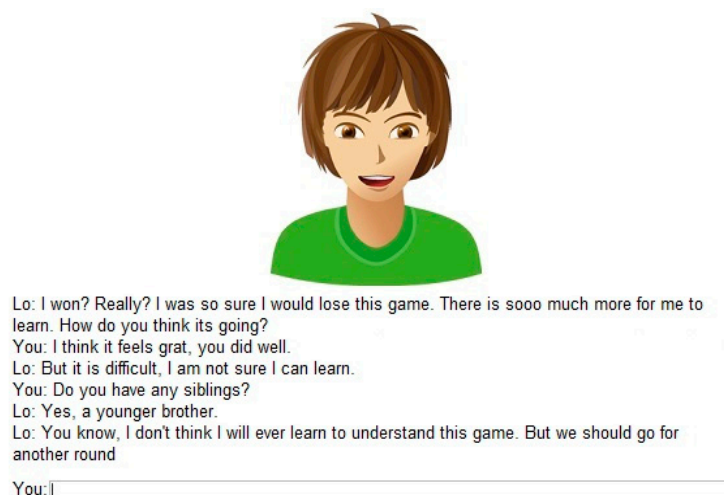 Lo: I won? Really? I was so sure I would lose this game. There is sooo much more for me to
learn. How do you think its going?
You: I think it feels grat, you did well.
Lo: But it is difficult, I am not sure I can learn.
You: Do you have any siblings?
Lo: Yes, a younger brother.
Lo: You know, I don't think I will ever learn to understand this game. But we should go for
another round
You: